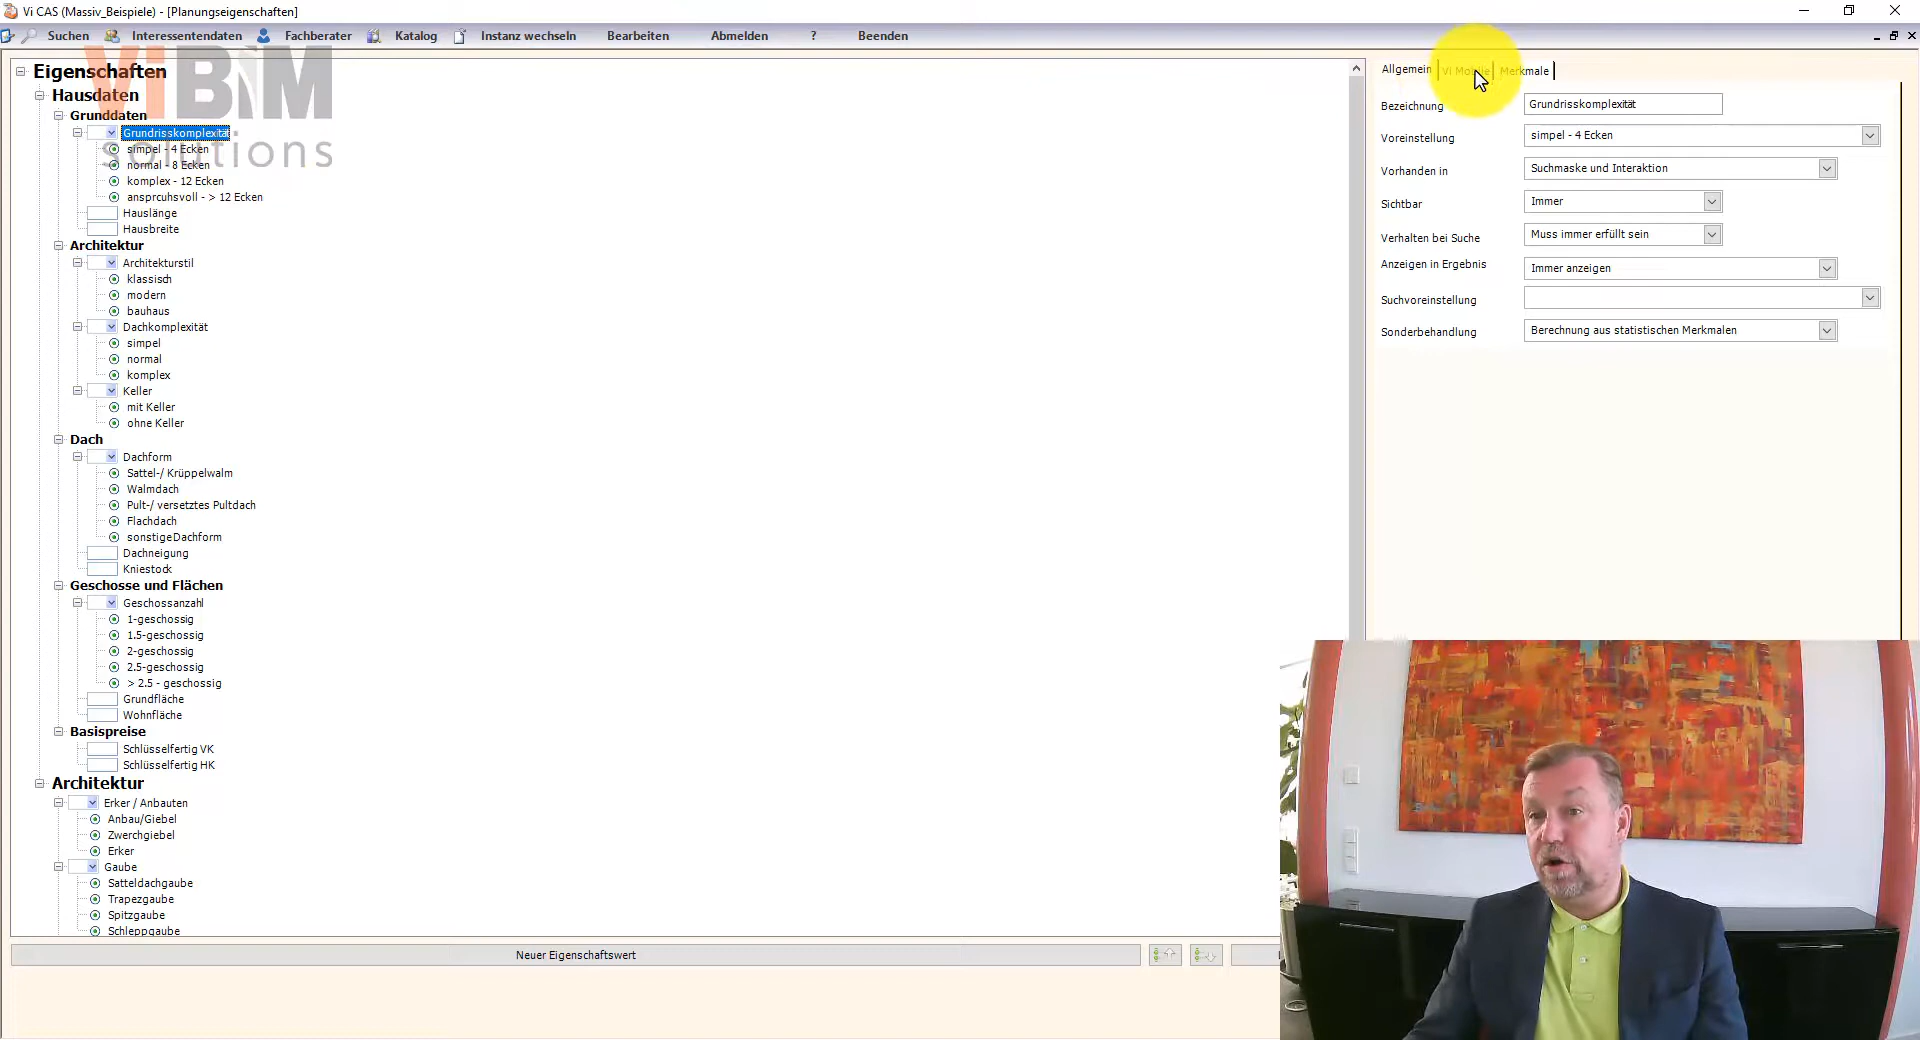 Vi CAS (Massiv_Beispiele) - [Planungseigenschaften]
Suchen Interessentendaten Fachberater Katalog Instanz wechseln Bearbeiten Abmelden ? Beenden
ViBIM
solutions
Eigenschaften
Hausdaten
Grunddaten
Grundrisskomplexität
simpel - 4 Ecken
normal - 8 Ecken
komplex - 12 Ecken
ansprcuhsvoll - > 12 Ecken
Hauslänge
Hausbreite
Architektur
Architekturstil
klassisch
modern
bauhaus
Dachkomplexität
simpel
normal
komplex
Keller
mit Keller
ohne Keller
Dach
Dachform
Sattel-/ Krüppelwalm
Walmdach
Pult-/ versetztes Pultdach
Flachdach
sonstige Dachform
Dachneigung
Kniestock
Geschosse und Flächen
Geschossanzahl
1-geschossig
1.5-geschossig
2-geschossig
2.5-geschossig
> 2.5 - geschossig
Grundfläche
Wohnfläche
Basispreise
Schlüsselfertig VK
Schlüsselfertig HK
Architektur
Erker / Anbauten
Anbau/Giebel
Zwerchgiebel
Erker
Gaube
Satteldachgaube
Trapezgaube
Spitzgaube
Schleppgaube
Neuer Eigenschaftswert
Allgemein Vi Mobile Merkmale
Bezeichnung Grundrisskomplexität
Voreinstellung simpel - 4 Ecken
Vorhanden in Suchmaske und Interaktion
Sichtbar Immer
Verhalten bei Suche Muss immer erfüllt sein
Anzeigen in Ergebnis Immer anzeigen
Suchvoreinstellung
Sonderbehandlung Berechnung aus statistischen Merkmalen